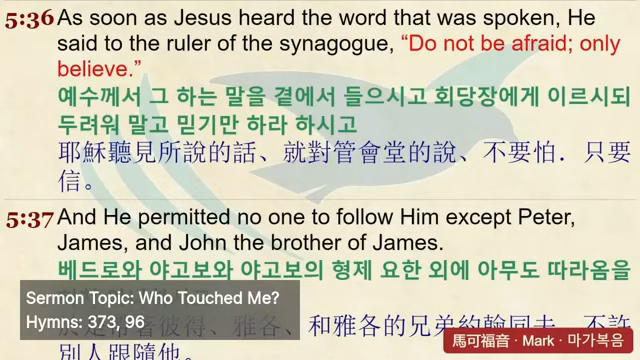 5:36 As soon as Jesus heard the word that was spoken, He
said to the ruler of the synagogue, “Do not be afraid; only
believe.”
예수께서 그 하는 말을 곁에서 들으시고 회당장에게 이르시되
두려워 말고 믿기만 하라 하시고
耶穌聽見所說的話、就對管會堂的說、不要怕．只要
信。
5:37 And He permitted no one to follow Him except Peter,
James, and John the brother of James.
베드로와 야고보와 야고보의 형제 요한 외에 아무도 따라옴을
Sermon Topic: Who Touched Me?
Hymns: 373, 96
於是帶著彼得、雅各、和雅各的兄弟約翰同去、不許
別人跟隨他。
馬可福音 · Mark · 마가복음